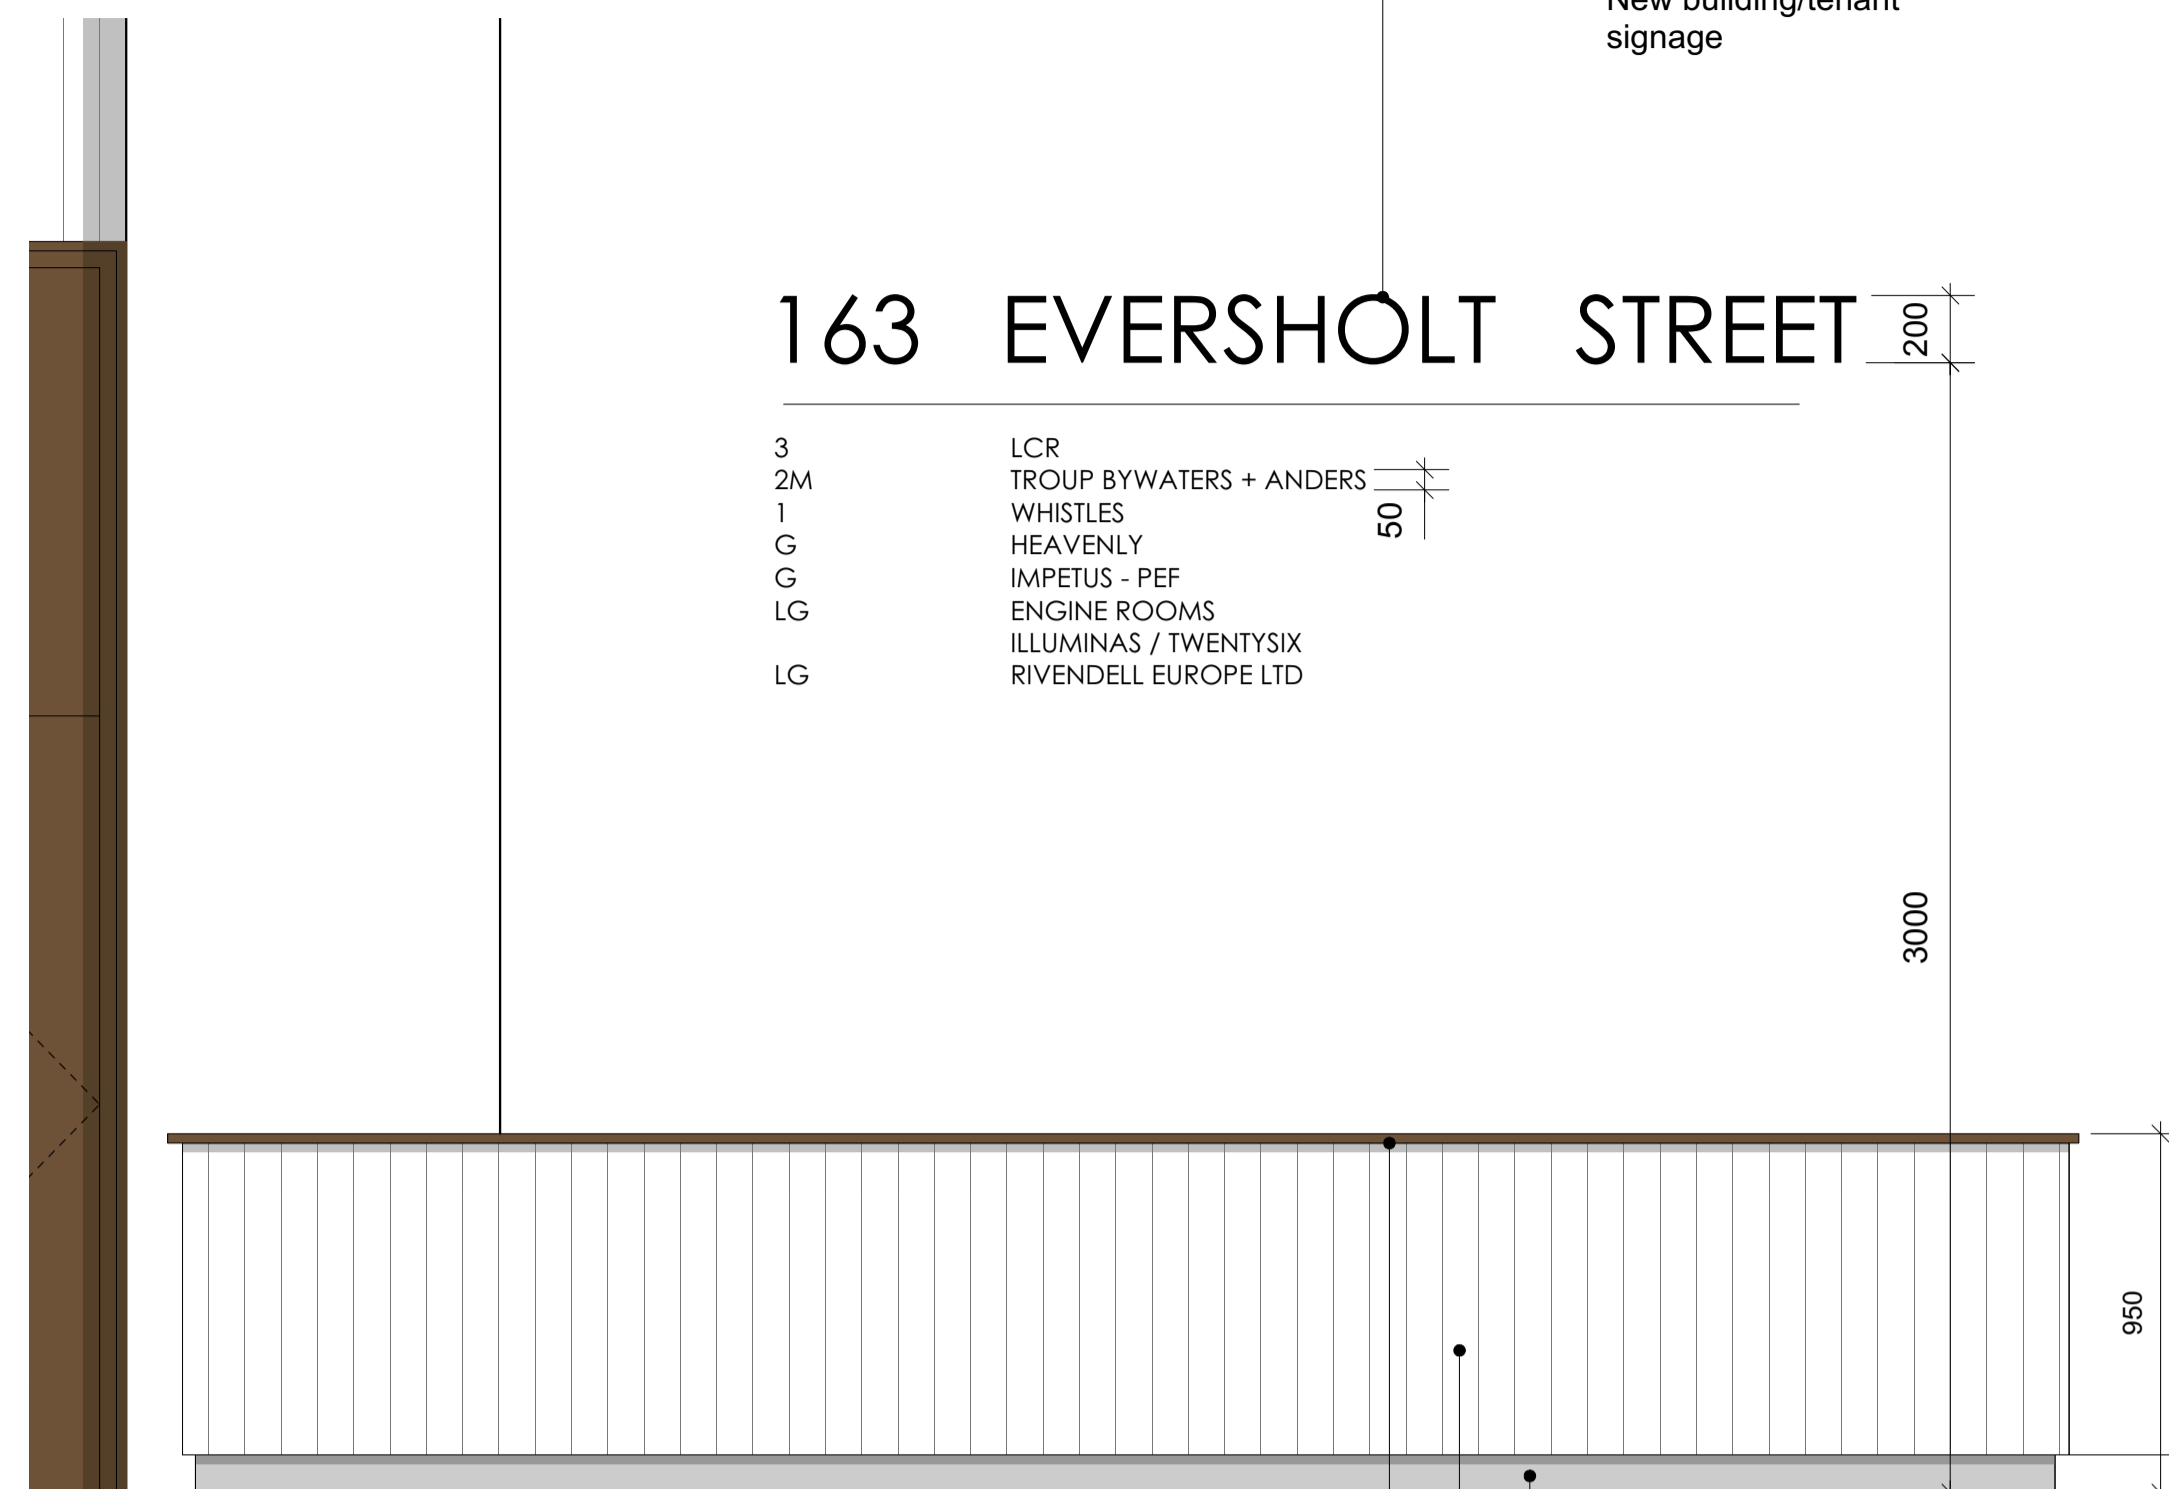 New building/tenant
signage
163 EVERSHOLT STREET
200
3 LCR
2M TROUP BYWATERS + ANDERS
50
1 WHISTLES
G HEAVENLY
G IMPETUS - PEF
LG ENGINE ROOMS
ILLUMINAS / TWENTYSIX
LG RIVENDELL EUROPE LTD
3000
950